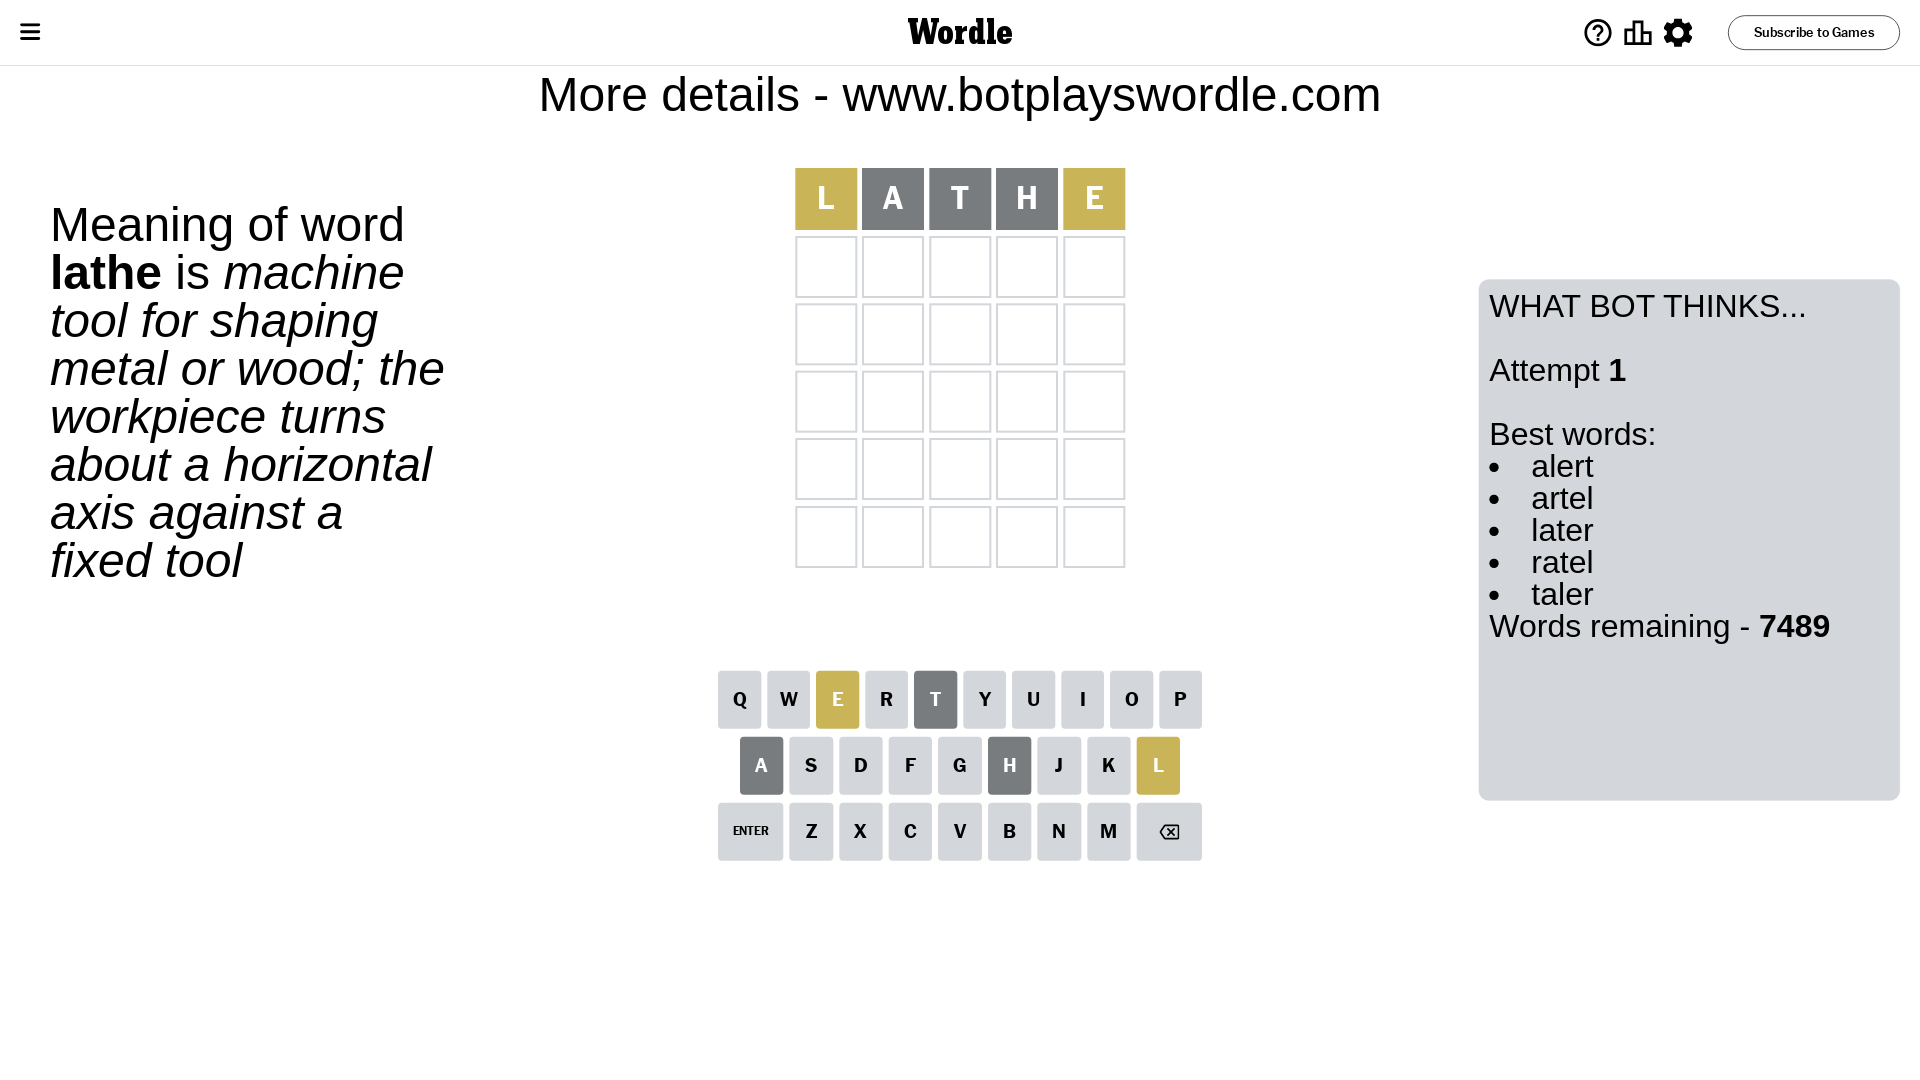 Wordle
Subscribe to Games
More details - www.botplayswordle.com
Meaning of word
lathe is machine
tool for shaping
metal or wood; the
workpiece turns
about a horizontal
axis against a
fixed tool
L A T H E
WHAT BOT THINKS...
Attempt 1
Best words:
• alert
• artel
• later
• ratel
• taler
Words remaining - 7489
Q W E R T Y U I O P
A S D F G H J K L
ENTER Z X C V B N M